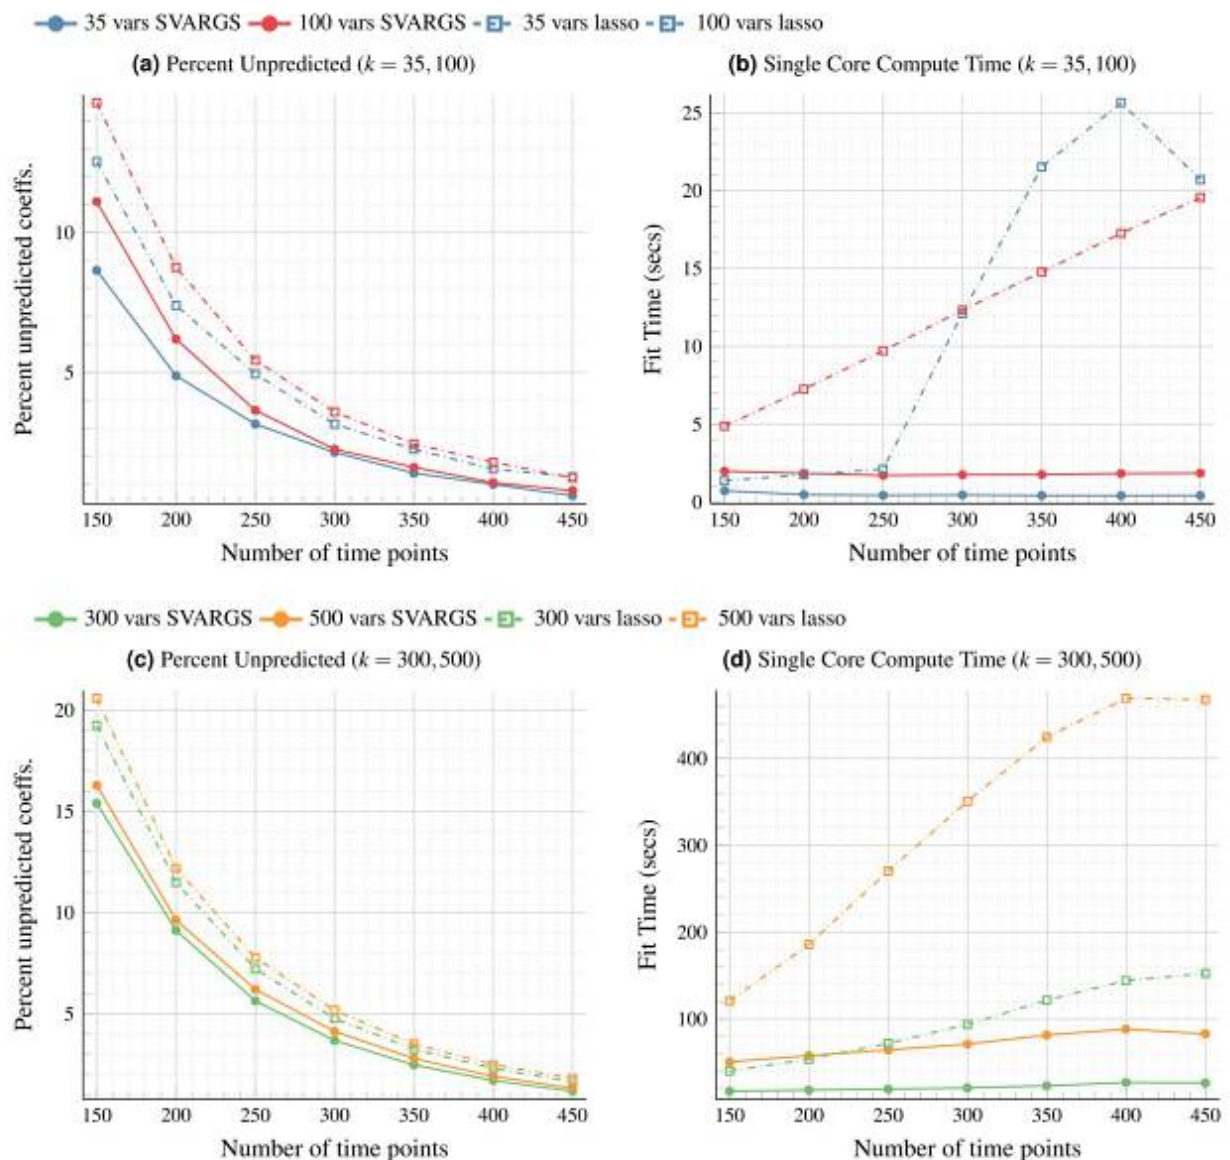 35 vars SVARGS 100 vars SVARGS 35 vars lasso 100 vars lasso
(a) Percent Unpredicted (k = 35, 100)
Percent unpredicted coeffs.
10
5
150 200 250 300 350 400 450
Number of time points
(b) Single Core Compute Time (k = 35, 100)
Fit Time (secs)
25
20
15
10
5
0
150 200 250 300 350 400 450
Number of time points
300 vars SVARGS 500 vars SVARGS 300 vars lasso 500 vars lasso
(c) Percent Unpredicted (k = 300, 500)
Percent unpredicted coeffs.
20
15
10
5
150 200 250 300 350 400 450
Number of time points
(d) Single Core Compute Time (k = 300, 500)
Fit Time (secs)
400
300
200
100
150 200 250 300 350 400 450
Number of time points